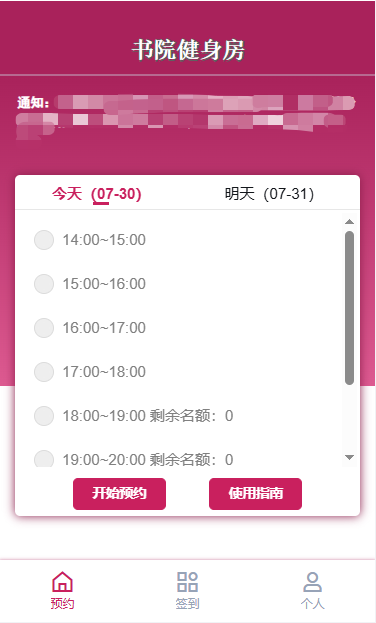 书院健身房
通知：
今天（07-30） 明天（07-31）
14:00~15:00
15:00~16:00
16:00~17:00
17:00~18:00
18:00~19:00 剩余名额：0
19:00~20:00 剩余名额：0
开始预约 使用指南
预约 签到 个人